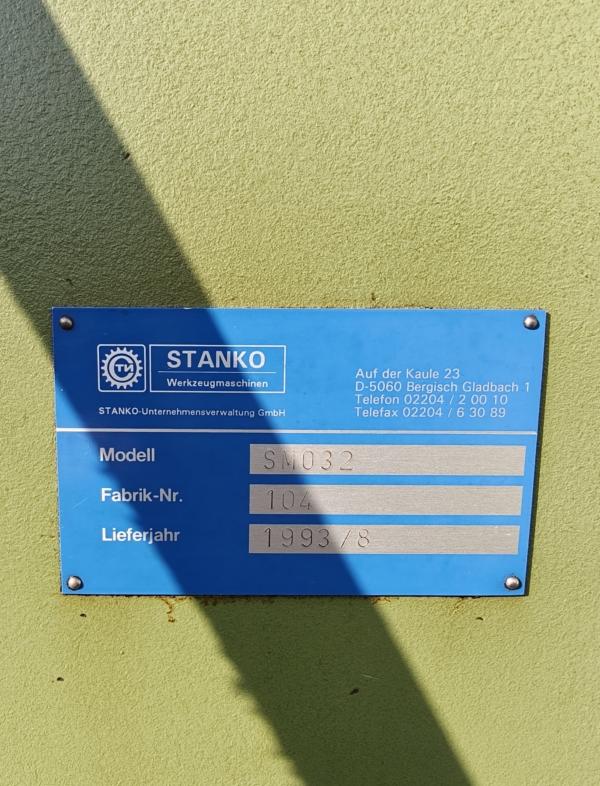 СТИ
STANKO
Werkzeugmaschinen
STANKO-Unternehmensverwaltung GmbH
Auf der Kaule 23
D-5060 Bergisch Gladbach 1
Telefon 02204 / 2 00 10
Telefax 02204 / 6 30 89
Modell SM032
Fabrik-Nr. 104
Lieferjahr 1993/8